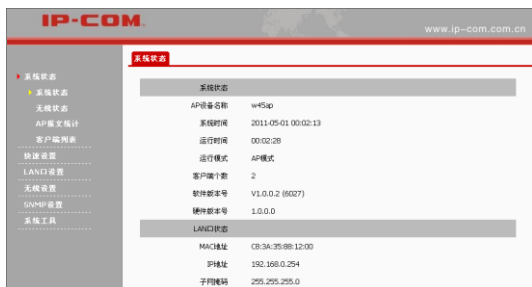 IP-COM
www.ip-com.com.cn
系统状态
系统状态
系统状态
无线状态
AP报文统计
客户端列表
快速设置
LAN口设置
无线设置
SNMP设置
系统工具
系统状态
AP设备名称 w45ap
系统时间 2011-05-01 00:02:13
运行时间 00:02:28
运行模式 AP模式
客户端个数 2
软件版本号 V1.0.0.2 (6027)
硬件版本号 1.0.0.0
LAN口状态
MAC地址 C8:3A:35:88:12:00
IP地址 192.168.0.254
子网掩码 255.255.255.0